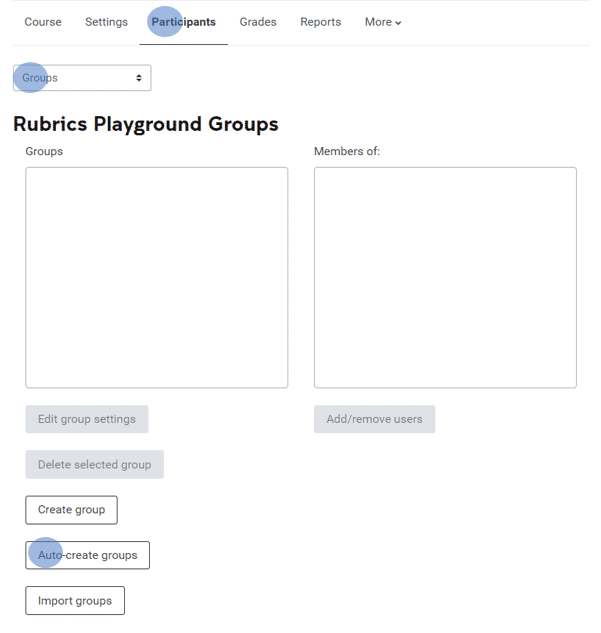 Course Settings Participants Grades Reports More
Groups
Rubrics Playground Groups
Groups Members of:
Edit group settings Add/remove users
Delete selected group
Create group
Auto-create groups
Import groups